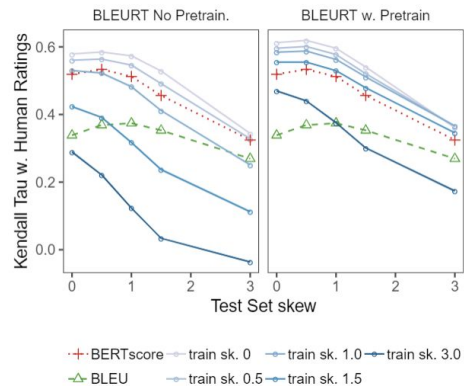 BLEURT No Pretrain. BLEURT w. Pretrain
Kendall Tau w. Human Ratings
0.6
0.4
0.2
0.0
0 1 2 3 0 1 2 3
Test Set skew
BERTscore train sk. 0 train sk. 1.0 train sk. 3.0
BLEU train sk. 0.5 train sk. 1.5